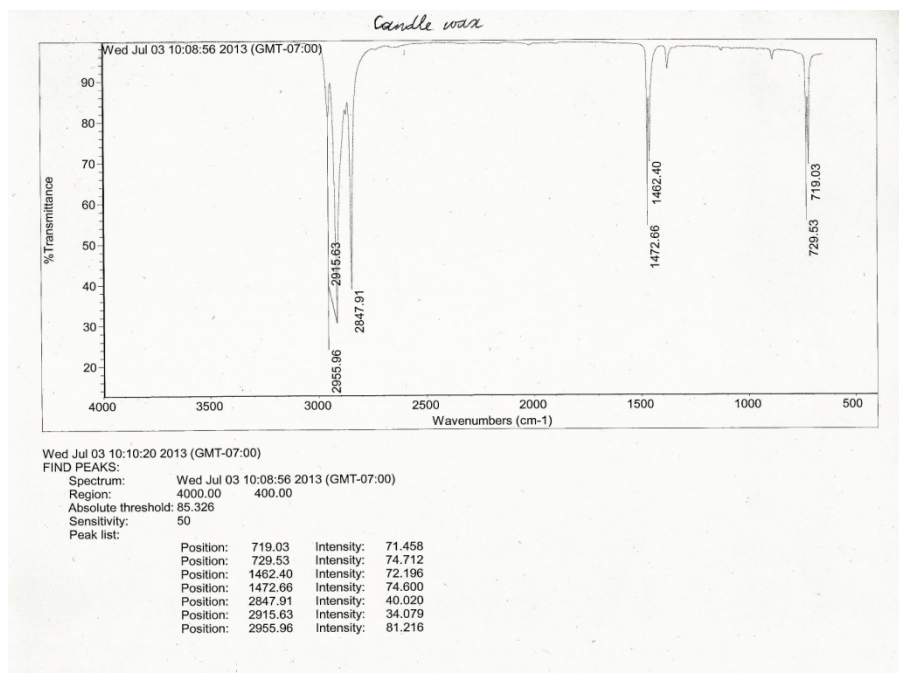 Candle wax
Wed Jul 03 10:08:56 2013 (GMT-07:00)
90
80
70
60
50
40
30
20
%Transmittance
2955.96
2915.63
2847.91
1472.66
1462.40
729.53
719.03
4000 3500 3000 2500 2000 1500 1000 500
Wavenumbers (cm-1)
Wed Jul 03 10:10:20 2013 (GMT-07:00)
FIND PEAKS:
Spectrum: Wed Jul 03 10:08:56 2013 (GMT-07:00)
Region: 4000.00 400.00
Absolute threshold: 85.326
Sensitivity: 50
Peak list:
Position: 719.03 Intensity: 71.458
Position: 729.53 Intensity: 74.712
Position: 1462.40 Intensity: 72.196
Position: 1472.66 Intensity: 74.600
Position: 2847.91 Intensity: 40.020
Position: 2915.63 Intensity: 34.079
Position: 2955.96 Intensity: 81.216